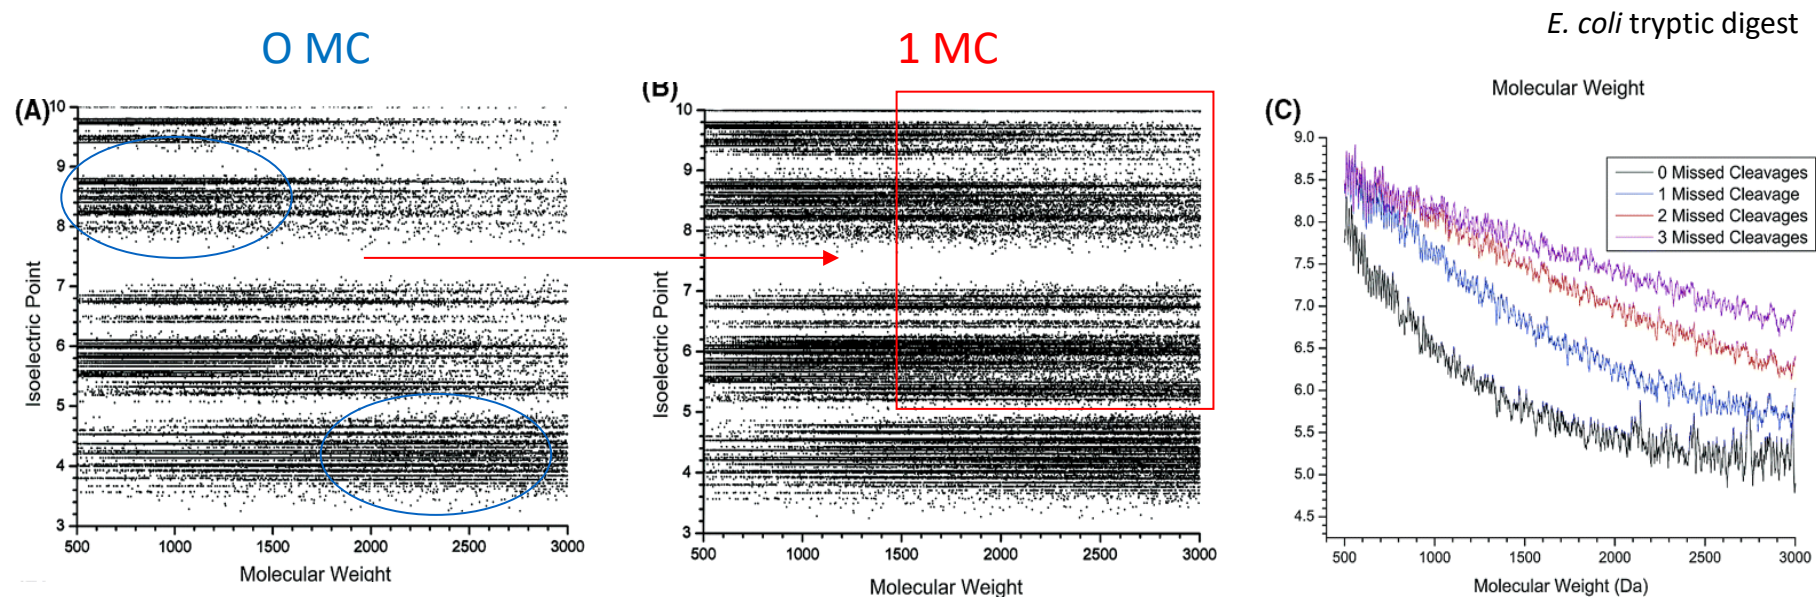 E. coli tryptic digest
O MC
1 MC
(A)
10
9
8
7
6
5
4
3
Isoelectric Point
500 1000 1500 2000 2500 3000
Molecular Weight
(B)
10
9
8
7
6
5
4
3
Isoelectric Point
500 1000 1500 2000 2500 3000
Molecular Weight
Molecular Weight
(C)
9.0
8.5
8.0
7.5
7.0
6.5
6.0
5.5
5.0
4.5
0 Missed Cleavages
1 Missed Cleavage
2 Missed Cleavages
3 Missed Cleavages
500 1000 1500 2000 2500 3000
Molecular Weight (Da)